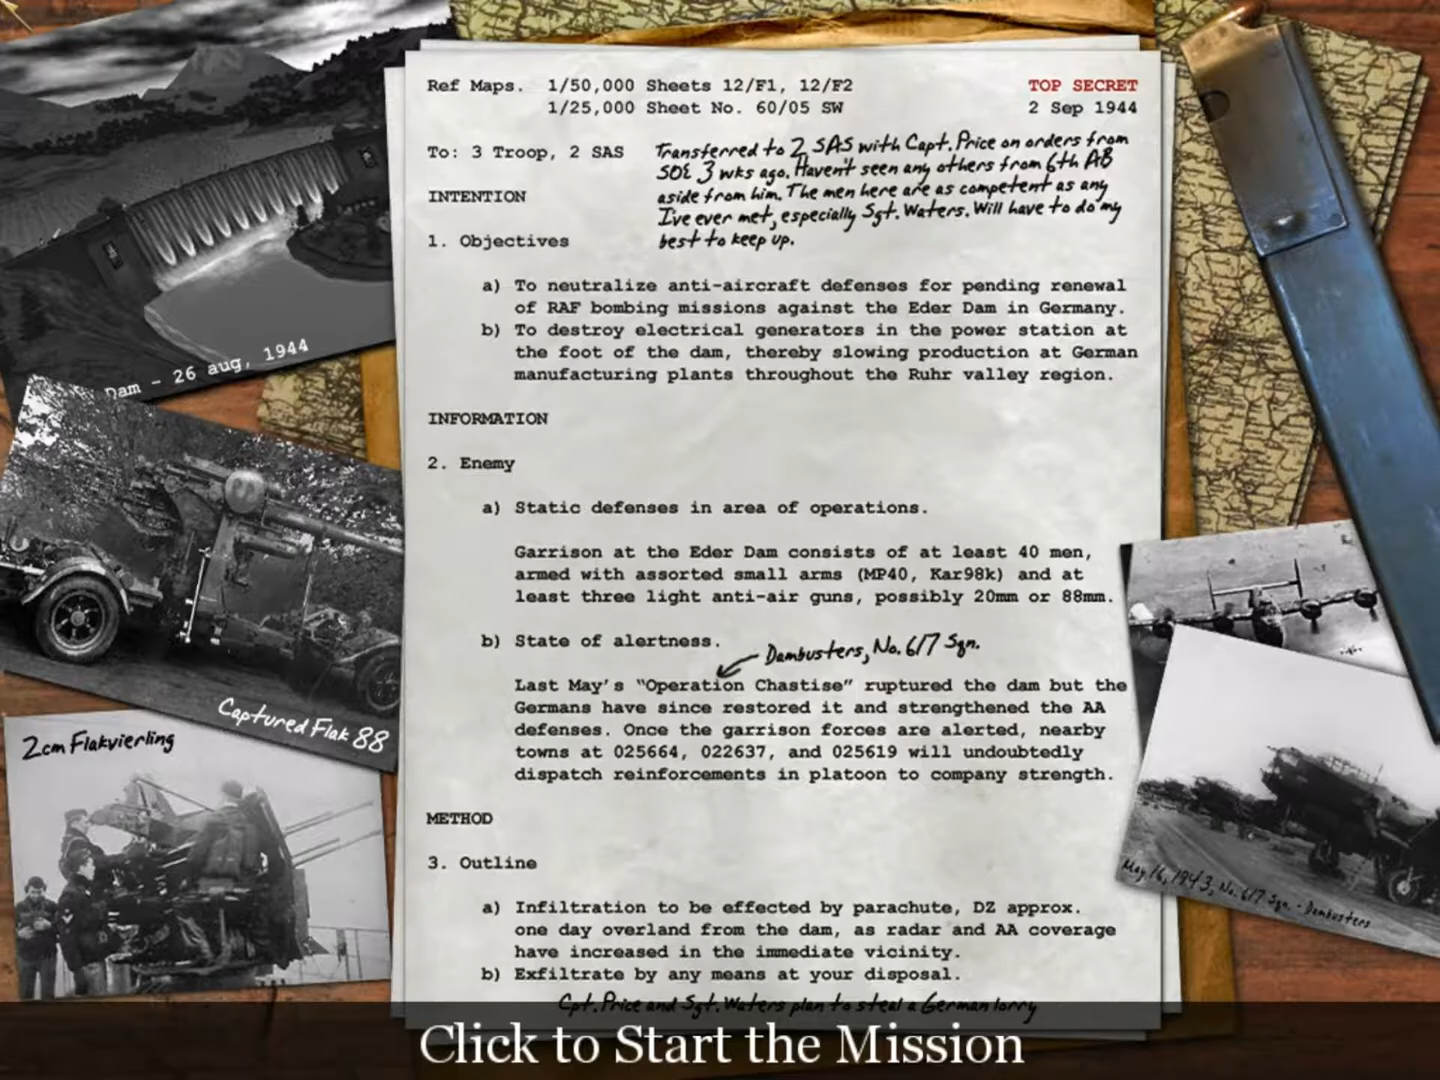 Ref Maps. 1/50,000 Sheets 12/F1, 12/F2
1/25,000 Sheet No. 60/05 SW
TOP SECRET
2 Sep 1944
To: 3 Troop, 2 SAS
Transferred to 2 SAS with Capt. Price on orders from
SOE 3 wks ago. Haven't seen any others from 6th AB
aside from him. The men here are as competent as any
I've ever met, especially Sgt. Waters. Will have to do my
best to keep up.
INTENTION
1. Objectives
a) To neutralize anti-aircraft defenses for pending renewal
of RAF bombing missions against the Eder Dam in Germany.
b) To destroy electrical generators in the power station at
the foot of the dam, thereby slowing production at German
manufacturing plants throughout the Ruhr valley region.
INFORMATION
2. Enemy
a) Static defenses in area of operations.
Garrison at the Eder Dam consists of at least 40 men,
armed with assorted small arms (MP40, Kar98k) and at
least three light anti-air guns, possibly 20mm or 88mm.
b) State of alertness.
Dambusters, No. 617 Sqn.
Last May's "Operation Chastise" ruptured the dam but the
Germans have since restored it and strengthened the AA
defenses. Once the garrison forces are alerted, nearby
towns at 025664, 022637, and 025619 will undoubtedly
dispatch reinforcements in platoon to company strength.
METHOD
3. Outline
a) Infiltration to be effected by parachute, DZ approx.
one day overland from the dam, as radar and AA coverage
have increased in the immediate vicinity.
b) Exfiltrate by any means at your disposal.
Cpt. Price and Sgt. Waters plan to steal a German lorry
Dam - 26 aug, 1944
Captured Flak 88
2cm Flakvierling
May 16, 1943, No. 617 Sqn. - Dambusters
Click to Start the Mission